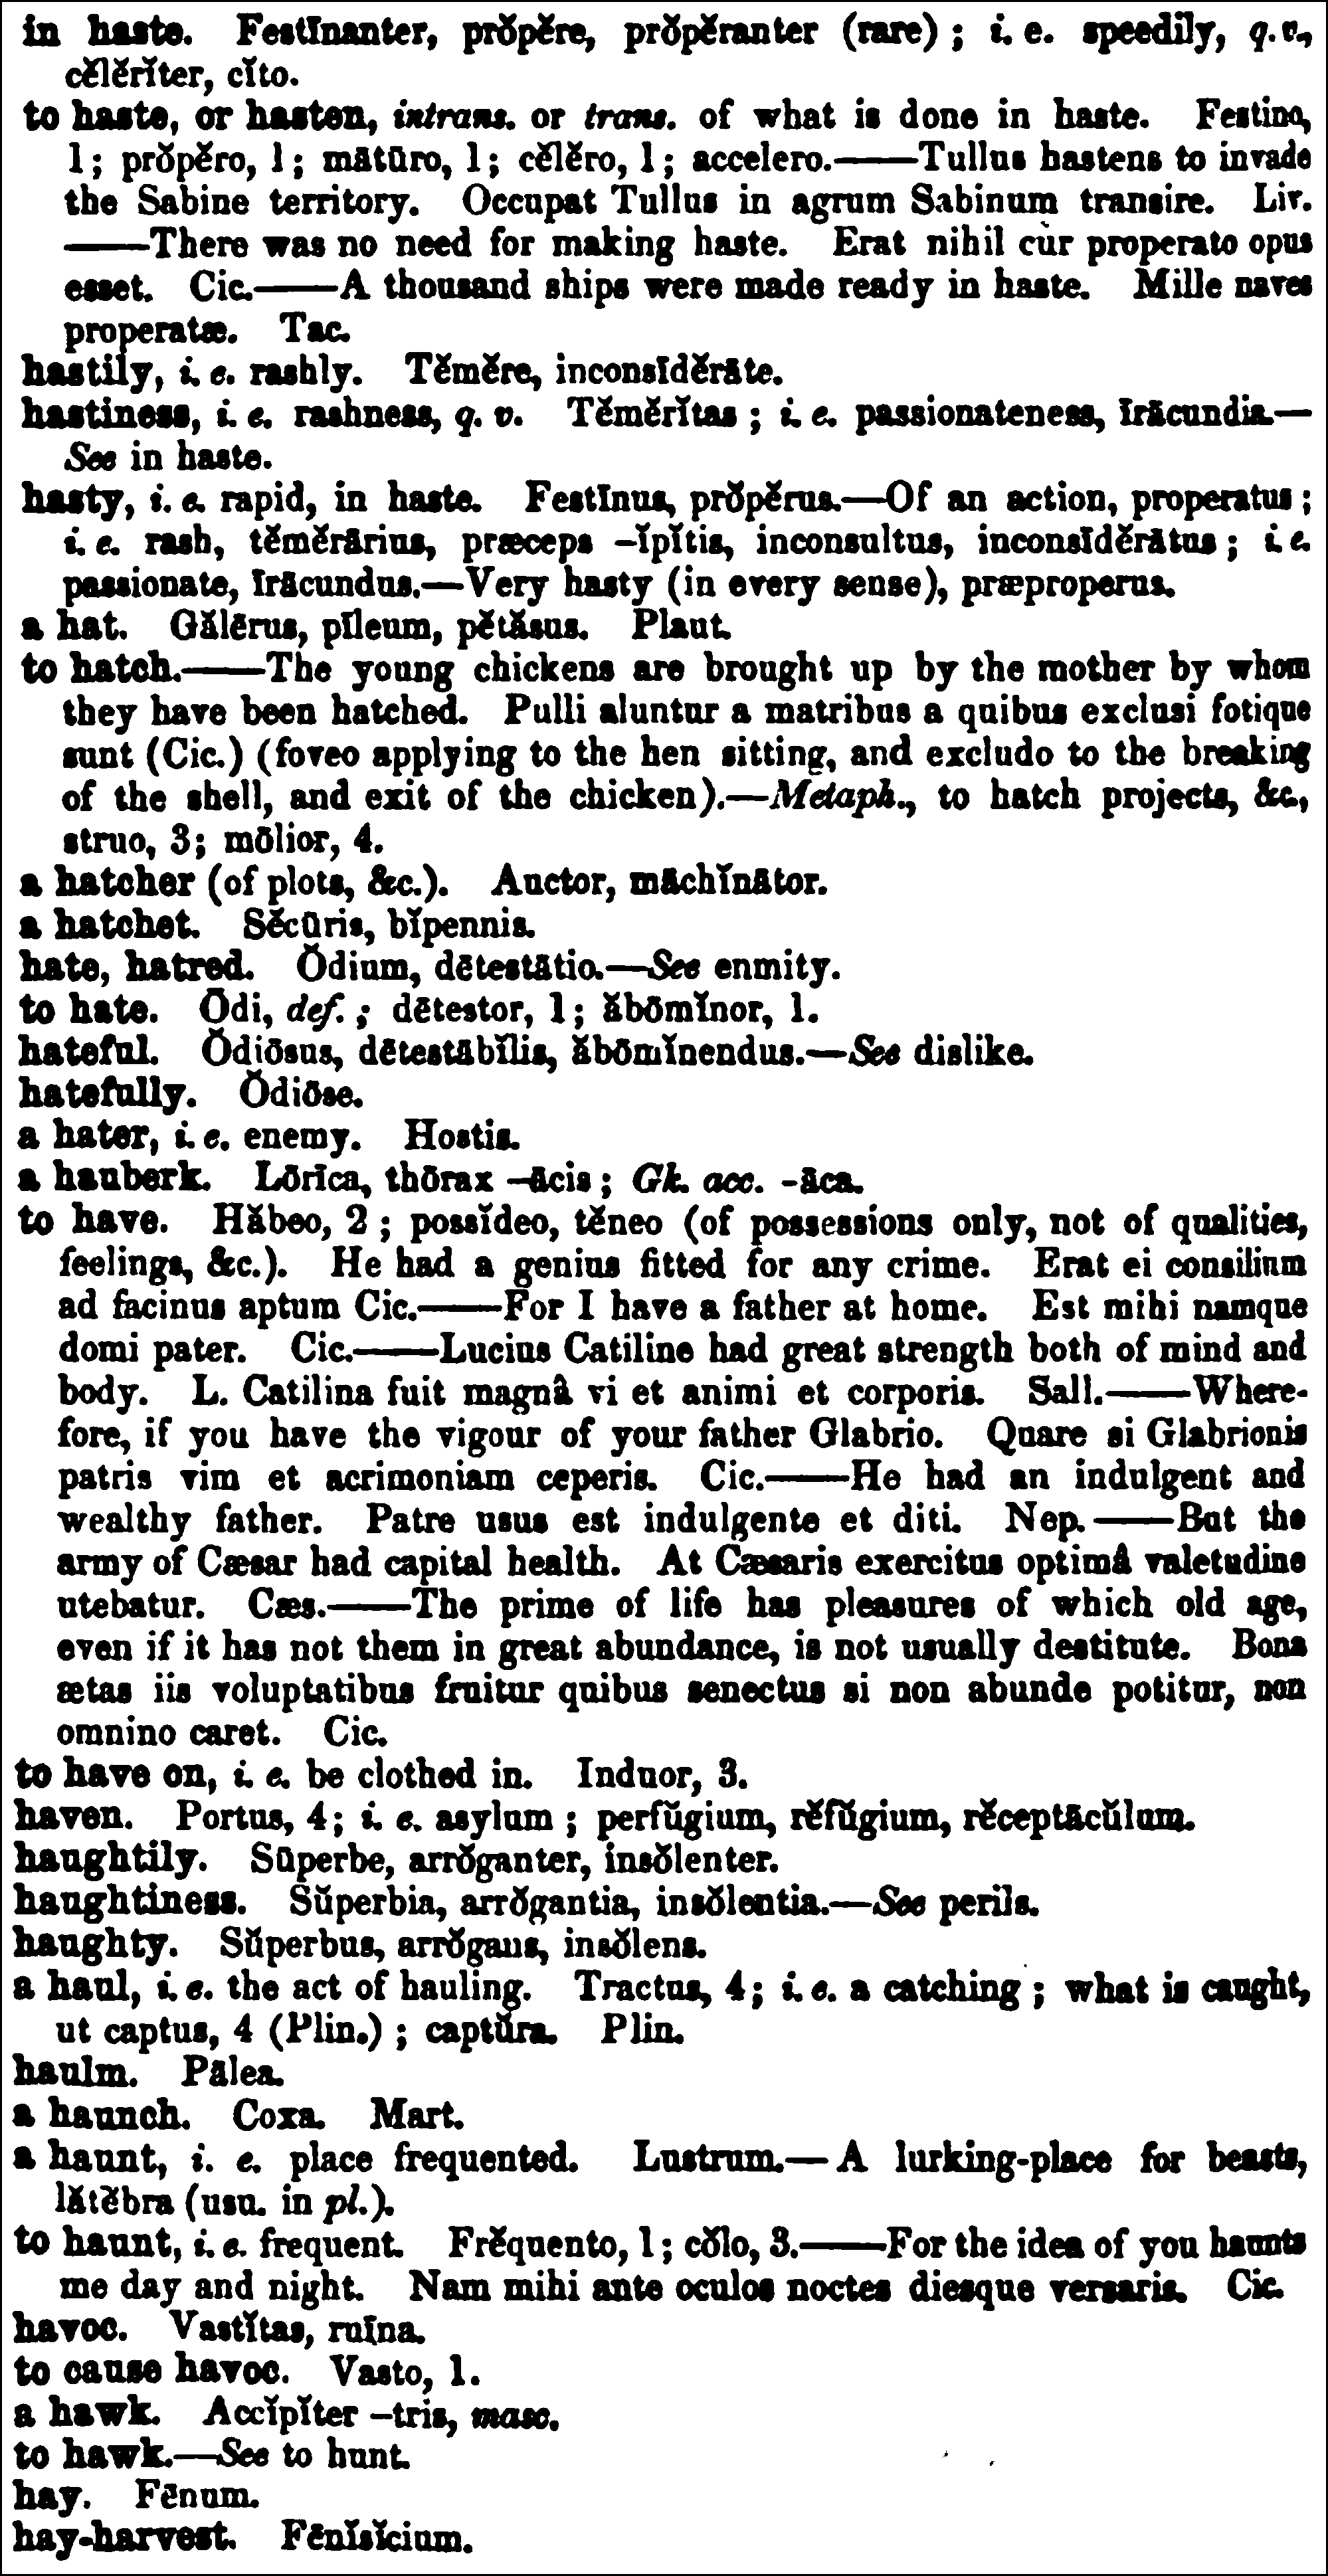 in haste. Festīnanter, prŏpĕre, prŏpĕranter (rare) ; i. e. speedily, q. v.,
cĕlĕrĭter, cĭto.
to haste, or hasten, intrans. or trans. of what is done in haste. Festino,
1 ; prŏpĕro, 1 ; mātūro, 1 ; cĕlĕro, 1 ; accelero.——Tullus hastens to invade
the Sabine territory. Occupat Tullus in agrum Sabinum transire. Liv.
——There was no need for making haste. Erat nihil cùr properato opus
esset. Cic.——A thousand ships were made ready in haste. Mille naves
properatæ. Tac.
hastily, i. e. rashly. Tĕmĕre, inconsīdĕrāte.
hastiness, i. e. rashness, q. v. Tĕmĕrĭtas ; i. e. passionateness, īrācundia.—
See in haste.
hasty, i. e. rapid, in haste. Festīnus, prŏpĕrus.—Of an action, properatus ;
i. e. rash, tĕmĕrārius, præceps –ĭpĭtis, inconsultus, inconsīdĕrātus ; i. e.
passionate, īrācundus.—Very hasty (in every sense), præproperus.
a hat. Gălērus, pīleum, pĕtăsus. Plaut.
to hatch.——The young chickens are brought up by the mother by whom
they have been hatched. Pulli aluntur a matribus a quibus exclusi fotique
sunt (Cic.) (foveo applying to the hen sitting, and excludo to the breaking
of the shell, and exit of the chicken).—Metaph., to hatch projects, &c.,
struo, 3 ; mōlior, 4.
a hatcher (of plots, &c.). Auctor, māchĭnātor.
a hatchet. Sĕcūris, bĭpennis.
hate, hatred. Ŏdium, dētestātio.—See enmity.
to hate. Ōdi, def. ; dētestor, 1 ; ăbōmĭnor, 1.
hateful. Ŏdiōsus, dētestābĭlis, ăbōmĭnendus.—See dislike.
hatefully. Ŏdiōse.
a hater, i. e. enemy. Hostis.
a hauberk. Lōrīca, thōrax –ācis ; Gk. acc. -āca.
to have. Hăbeo, 2 ; possĭdeo, tĕneo (of possessions only, not of qualities,
feelings, &c.). He had a genius fitted for any crime. Erat ei consilium
ad facinus aptum Cic.——For I have a father at home. Est mihi namque
domi pater. Cic.——Lucius Catiline had great strength both of mind and
body. L. Catilina fuit magnâ vi et animi et corporis. Sall.——Where-
fore, if you have the vigour of your father Glabrio. Quare si Glabrionis
patris vim et acrimoniam ceperis. Cic.——He had an indulgent and
wealthy father. Patre usus est indulgente et diti. Nep.——But the
army of Cæsar had capital health. At Cæsaris exercitus optimâ valetudine
utebatur. Cæs.——The prime of life has pleasures of which old age,
even if it has not them in great abundance, is not usually destitute. Bona
ætas iis voluptatibus fruitur quibus senectus si non abunde potitur, non
omnino caret. Cic.
to have on, i. e. be clothed in. Induor, 3.
haven. Portus, 4 ; i. e. asylum ; perfŭgium, rĕfŭgium, rĕceptācŭlum.
haughtily. Sūperbe, arrŏganter, insŏlenter.
haughtiness. Sŭperbia, arrŏgantia, insŏlentia.—See perils.
haughty. Sŭperbus, arrŏgans, insŏlens.
a haul, i. e. the act of hauling. Tractus, 4 ; i. e. a catching ; what is caught,
ut captus, 4 (Plin.) ; captūra. Plin.
haulm. Pālea.
a haunch. Coxa. Mart.
a haunt, i. e. place frequented. Lustrum.—A lurking-place for beasts,
lătĕbra (usu. in pl.).
to haunt, i. e. frequent. Frĕquento, 1 ; cŏlo, 3.——For the idea of you haunts
me day and night. Nam mihi ante oculos noctes diesque versaris. Cic.
havoc. Vastĭtas, ruīna.
to cause havoc. Vasto, 1.
a hawk. Accĭpĭter –tris, masc.
to hawk.—See to hunt.
hay. Fēnum.
hay-harvest. Fēnĭsĭcium.